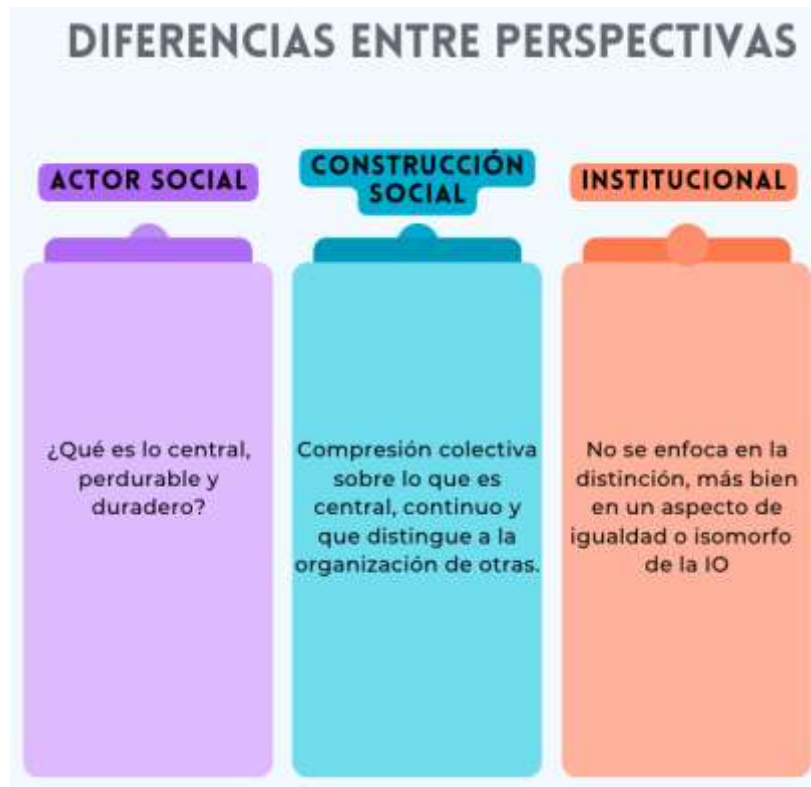 DIFERENCIAS ENTRE PERSPECTIVAS
ACTOR SOCIAL
¿Qué es lo central,
perdurable y
duradero?
CONSTRUCCIÓN
SOCIAL
Compresión colectiva
sobre lo que es
central, continuo y
que distingue a la
organización de otras.
INSTITUCIONAL
No se enfoca en la
distinción, más bien
en un aspecto de
igualdad o isomorfo
de la IO